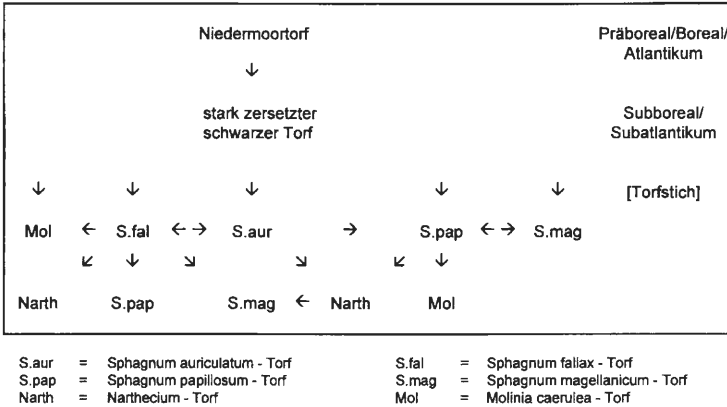 Niedermoortorf Präboreal/Boreal/
Atlantikum
↓
stark zersetzter Subboreal/
schwarzer Torf Subatlantikum
↓ ↓ ↓ ↓ ↓ [Torfstich]
Mol ← S.fal ← → S.aur → S.pap ← → S.mag
↙ ↓ ↘ ↘ ↙ ↓
Narth S.pap S.mag ← Narth Mol
S.aur = Sphagnum auriculatum - Torf S.fal = Sphagnum fallax - Torf
S.pap = Sphagnum papillosum - Torf S.mag = Sphagnum magellanicum - Torf
Narth = Narthecium - Torf Mol = Molinia caerulea - Torf